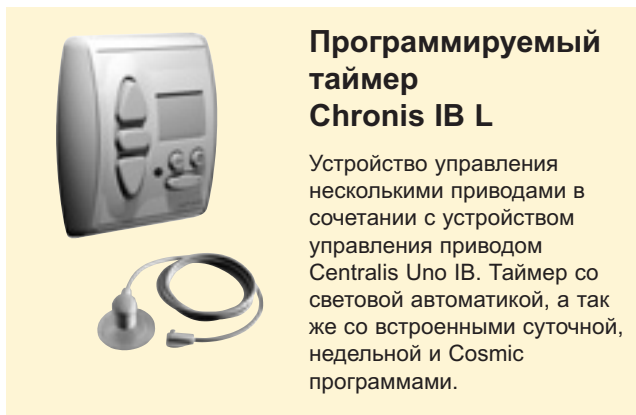 Программируемый
таймер
Chronis IB L
Устройство управления
несколькими приводами в
сочетании с устройством
управления приводом
Centralis Uno IB. Таймер со
световой автоматикой, а так
же со встроенными суточной,
недельной и Cosmic
программами.